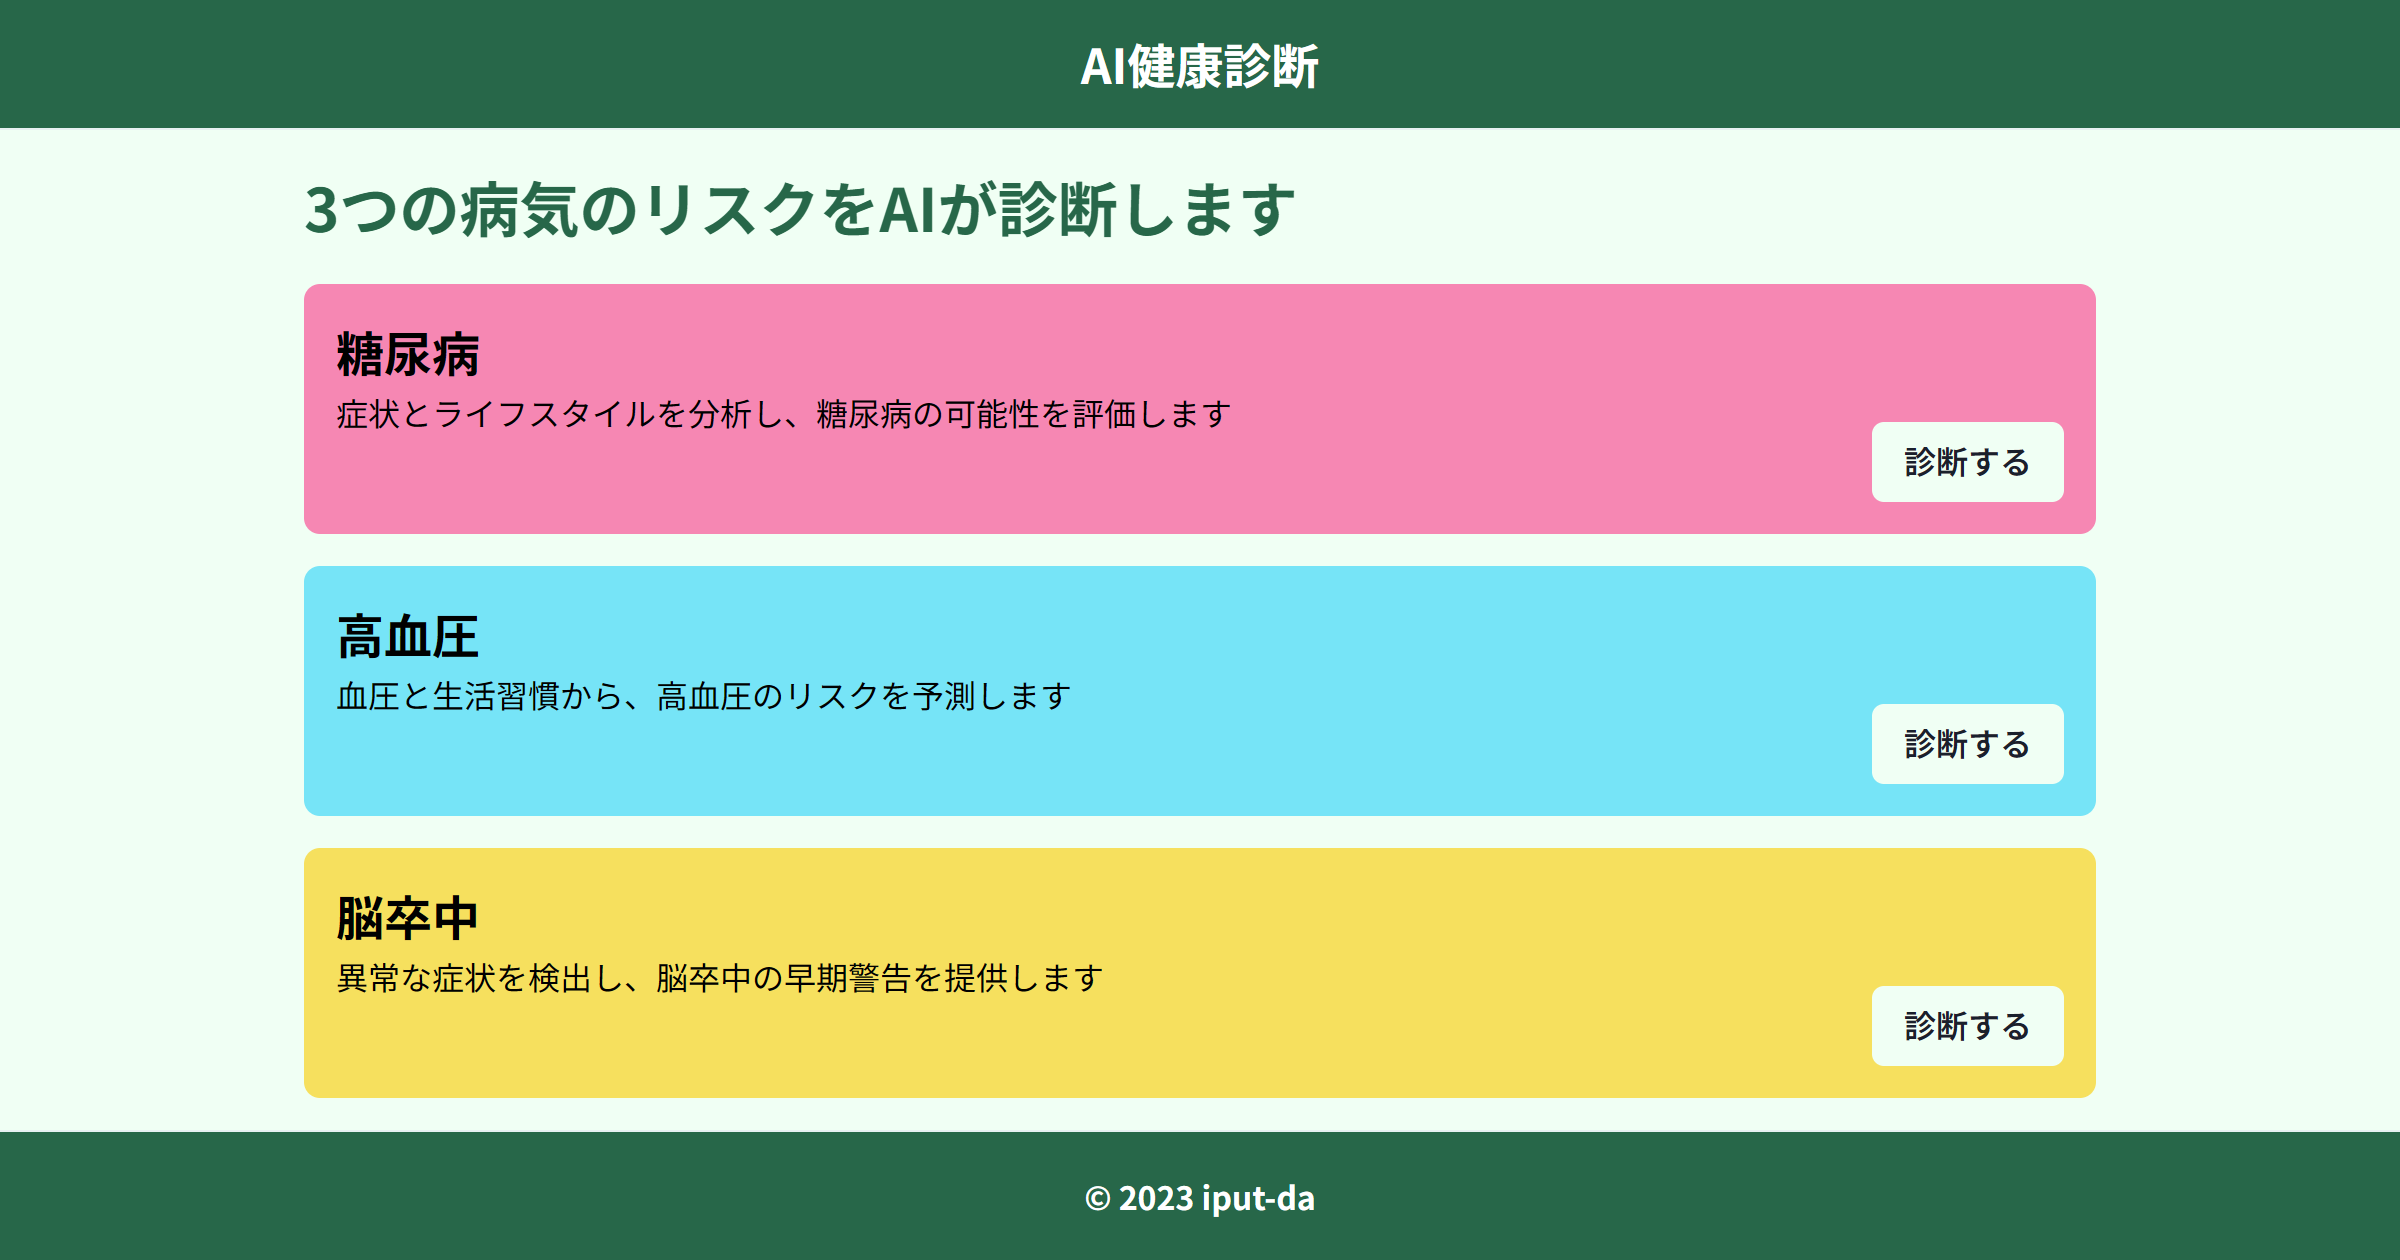 AI健康診断
3つの病気のリスクをAIが診断します
糖尿病
症状とライフスタイルを分析し、糖尿病の可能性を評価します
診断する
高血圧
血圧と生活習慣から、高血圧のリスクを予測します
診断する
脳卒中
異常な症状を検出し、脳卒中の早期警告を提供します
診断する
© 2023 iput-da